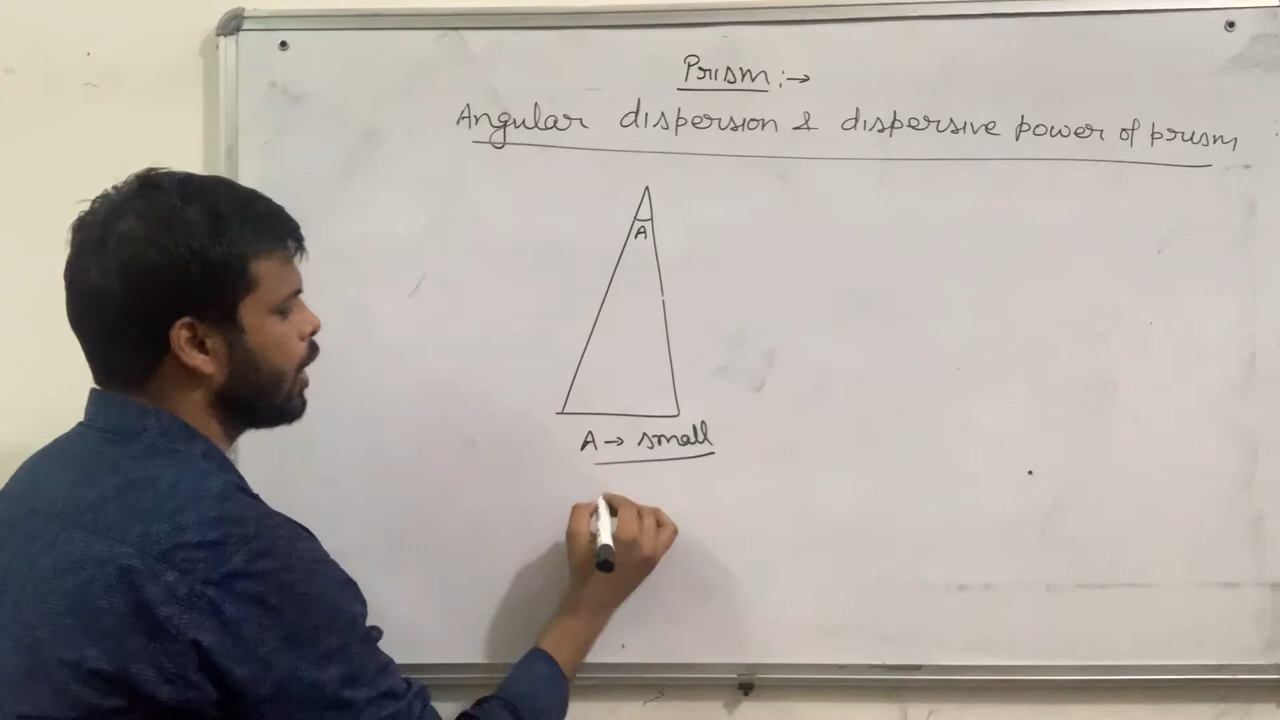 Prism :→
Angular dispersion & dispersive power of prism
A
A → small